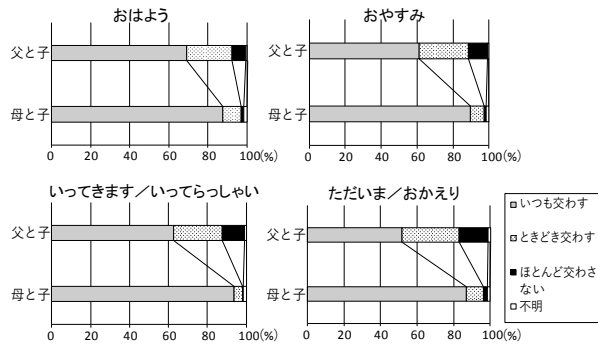 おはよう
父と子
母と子
0 20 40 60 80 100(%)
おやすみ
父と子
母と子
0 20 40 60 80 100(%)
いってきます／いってらっしゃい
父と子
母と子
0 20 40 60 80 100(%)
ただいま／おかえり
父と子
母と子
0 20 40 60 80 100(%)
いつも交わす
ときどき交わす
ほとんど交わさ
ない
不明